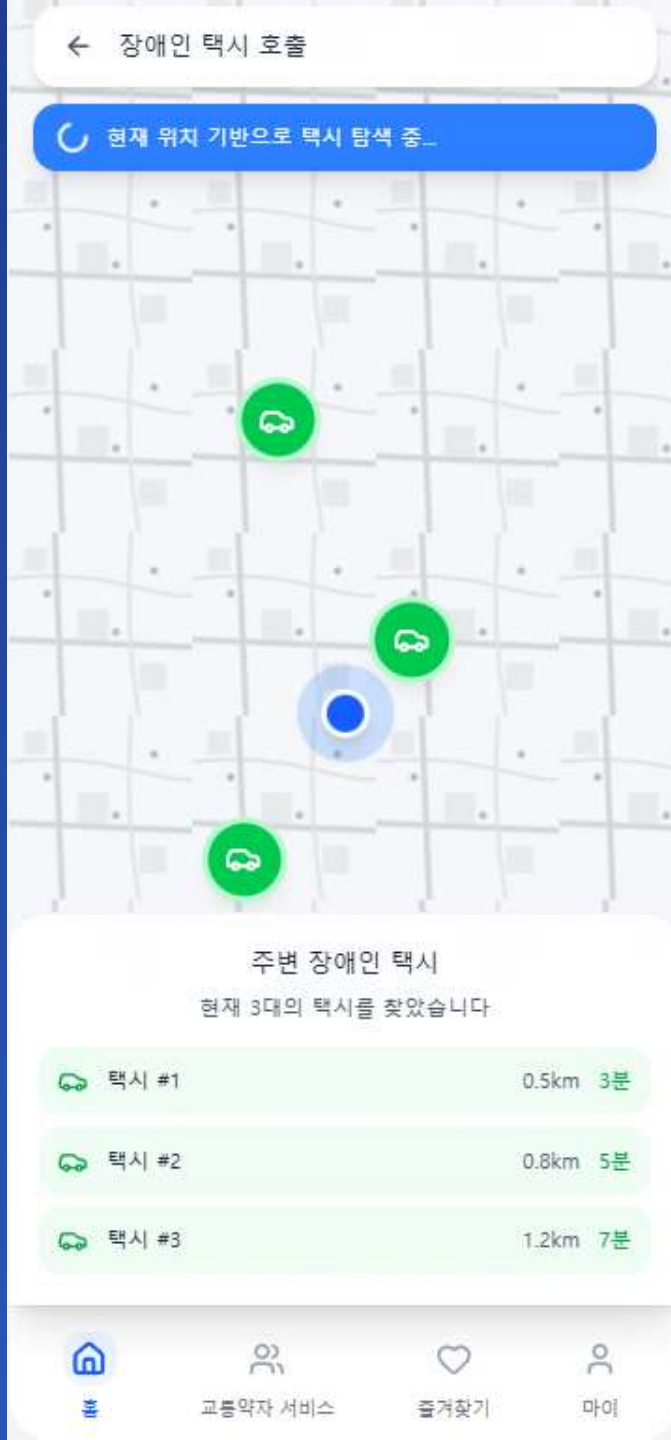 장애인 택시 호출
현재 위치 기반으로 택시 탐색 중...
주변 장애인 택시
현재 3대의 택시를 찾았습니다
택시 #1 0.5km 3분
택시 #2 0.8km 5분
택시 #3 1.2km 7분
홈 교통약자 서비스 즐겨찾기 마이